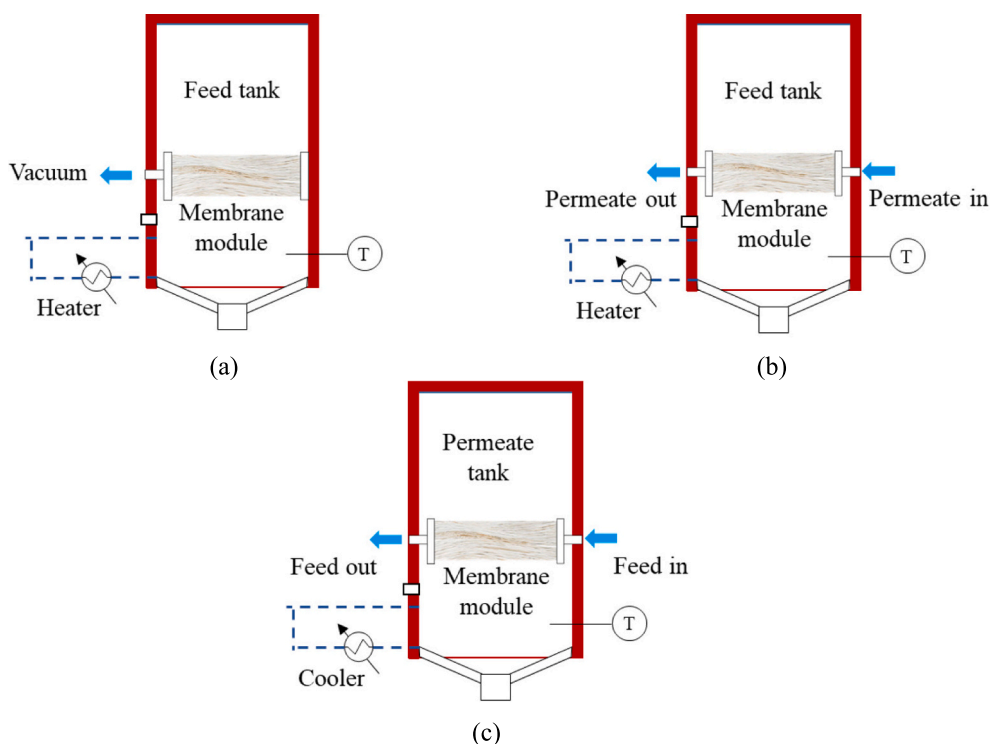 Feed tank
Vacuum
Membrane
module
T
Heater
(a)
Feed tank
Permeate out
Permeate in
Membrane
module
T
Heater
(b)
Permeate
tank
Feed out
Feed in
Membrane
module
T
Cooler
(c)